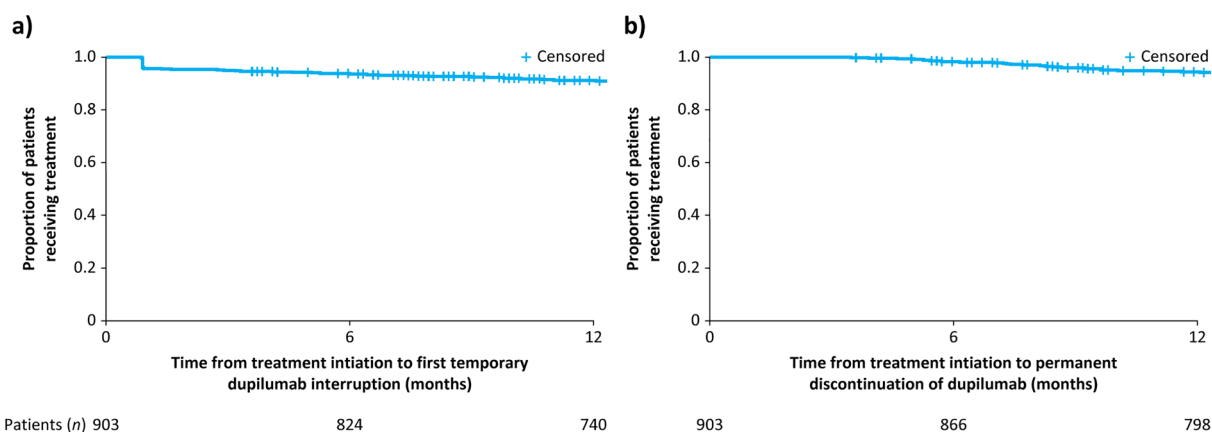 a)
Proportion of patients
receiving treatment
1.0
0.8
0.6
0.4
0.2
0
+ Censored
0 6 12
Time from treatment intiation to first temporary
dupilumab interruption (months)
Patients (n) 903 824 740
b)
Proportion of patients
receiving treatment
1.0
0.8
0.6
0.4
0.2
0
+ Censored
0 6 12
Time from treatment intiation to permanent
discontinuation of dupilumab (months)
903 866 798